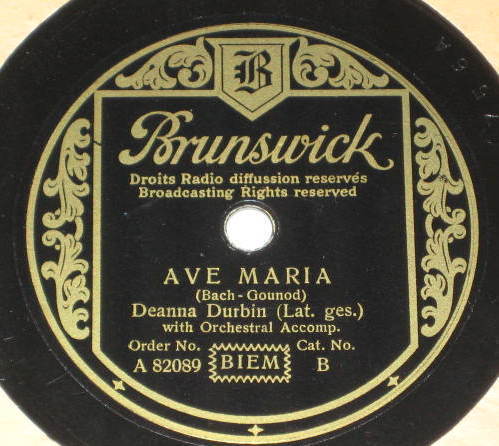 B
Brunswick
Droits Radio diffussion reservés
Broadcasting Rights reserved
AVE MARIA
(Bach-Gounod)
Deanna Durbin (Lat. ges.)
with Orchestral Accomp.
Order No. Cat. No.
A 82089 BIEM B